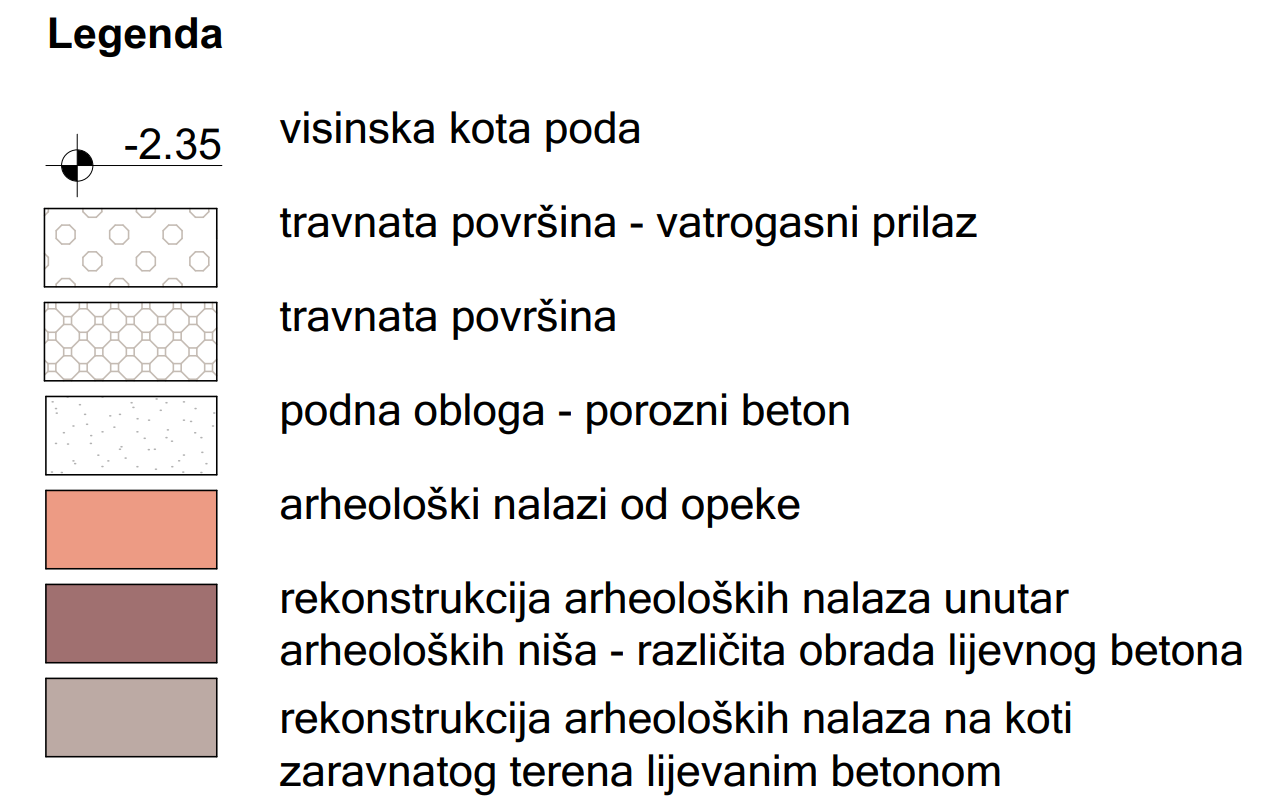 Legenda
-2.35
visinska kota poda
travnata površina - vatrogasni prilaz
travnata površina
podna obloga - porozni beton
arheološki nalazi od opeke
rekonstrukcija arheoloških nalaza unutar
arheoloških niša - različita obrada lijevnog betona
rekonstrukcija arheoloških nalaza na koti
zaravnatog terena lijevanim betonom